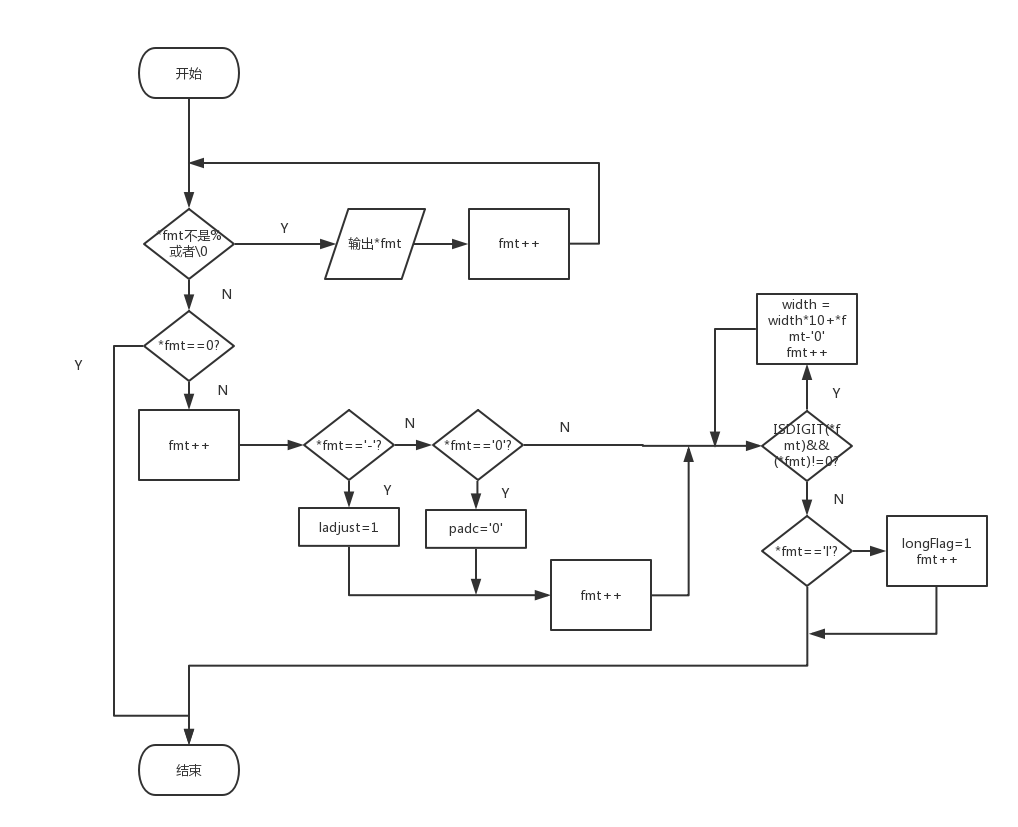 开始
*fmt不是%
或者\0
Y
输出*fmt
fmt++
N
*fmt==0?
Y
N
fmt++
*fmt=='-'?
N
*fmt=='0'?
N
Y
ladjust=1
Y
padc='0'
fmt++
width =
width*10+*f
mt-'0'
fmt++
Y
ISDIGIT(*f
mt)&&
(*fmt)!=0?
N
*fmt=='l'?
longFlag=1
fmt++
结束